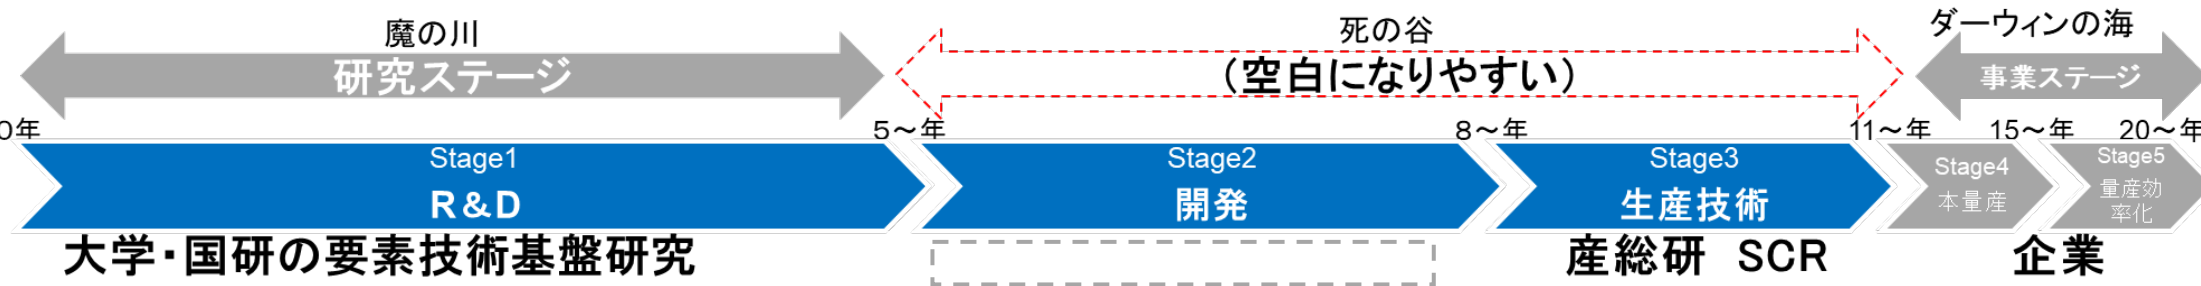 魔の川
死の谷
ダーウィンの海
研究ステージ
（空白になりやすい）
事業ステージ
0年
5～年
8～年
11～年
15～年
20～年
Stage1
R＆D
Stage2
開発
Stage3
生産技術
Stage4
本量産
Stage5
量産効
率化
大学・国研の要素技術基盤研究
産総研 SCR
企業